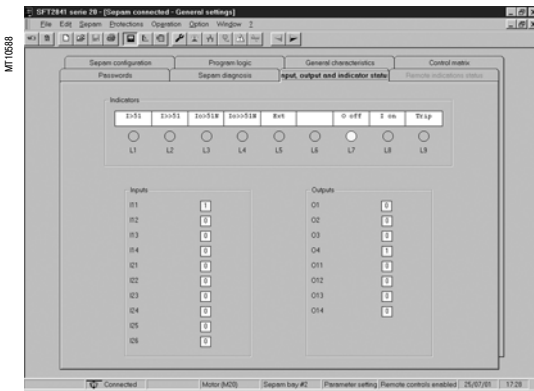 MT10588
SFT2841 serie 20 - [Sepam connected - General settings]
File Edit Sepam Protections Operation Option Window ?
Sepam configuration Program logic General characteristics Control matrix
Passwords Sepam diagnosis Input, output and indicator status Remote indications status
Indicators
I>51 I>>51 Io>51N Io>>51N Ext O off I on Trip
L1 L2 L3 L4 L5 L6 L7 L8 L9
Inputs Outputs
I11 1 O1 0
I12 0 O2 0
I13 0 O3 0
I14 0 O4 1
I21 0 O11 0
I22 0 O12 0
I23 0 O13 0
I24 0 O14 0
I25 0
I26 0
Connected Motor (M20) Sepam bay #2 Parameter setting Remote controls enabled 25/07/01 17:28